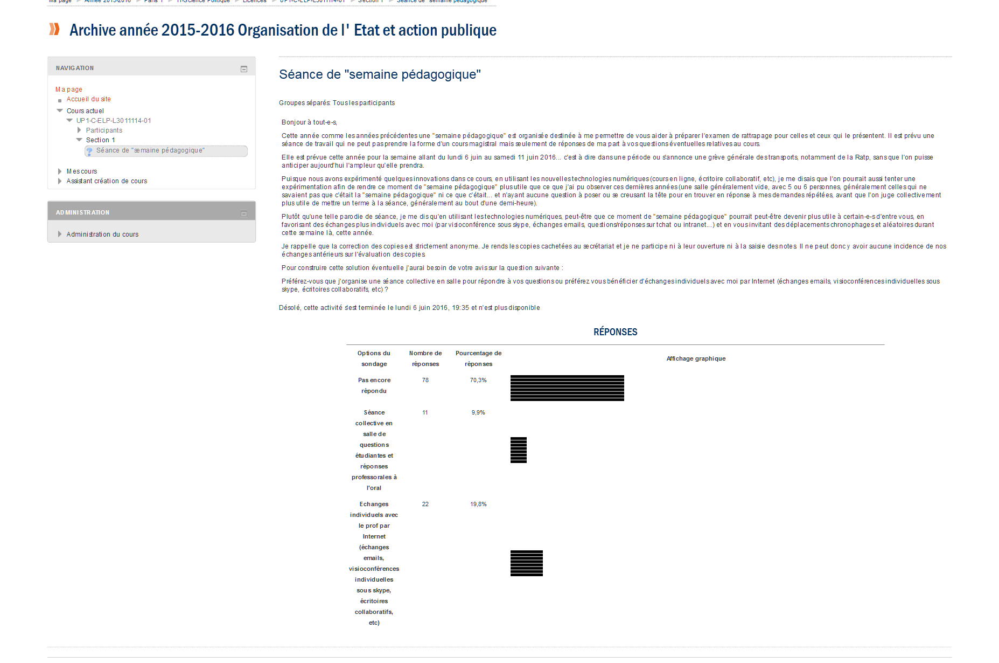 Ma page Année 2015-2016 Paris 1 11-Science Politique Licences UP1-C-ELP-L3011114-01 Section 1 Séance de "semaine pédagogique"
Archive année 2015-2016 Organisation de l' Etat et action publique
NAVIGATION
Ma page
Accueil du site
Cours actuel
UP1-C-ELP-L3011114-01
Participants
Section 1
Séance de "semaine pédagogique"
Mes cours
Assistant création de cours
ADMINISTRATION
Administration du cours
Séance de "semaine pédagogique"
Groupes séparés: Tous les participants
Bonjour à tout-e-s,
Cette année comme les années précédentes une "semaine pédagogique" est organisée destinée à me permettre de vous aider à préparer l'examen de rattrapage pour celles et ceux qui le présentent. Il est prévu une
séance de travail qui ne peut pas prendre la forme d'un cours magistral mais seulement de réponses de ma part à vos questions éventuelles relatives au cours.
Elle est prévue cette année pour la semaine allant du lundi 6 juin au samedi 11 juin 2016... c'est à dire dans une période ou s'annonce une grève générale des transports, notamment de la Ratp, sans que l'on puisse
anticiper aujourd'hui l'ampleur qu'elle prendra.
Puisque nous avons expérimenté quelques innovations dans ce cours, en utilisant les nouvelles technologies numériques (cours en ligne, écritoire collaboratif, etc), je me disais que l'on pourrait aussi tenter une
expérimentation afin de rendre ce moment de "semaine pédagogique" plus utile que ce que j'ai pu observer ces dernières années (une salle généralement vide, avec 5 ou 6 personnes, généralement celles qui ne
savaient pas que c'était la "semaine pédagogique" ni ce que c'était... et n'ayant aucune question à poser ou se creusant la tête pour en trouver en réponse à mes demandes répétées, avant que l'on juge collectivement
plus utile de mettre un terme à la séance, généralement au bout d'une demi-heure).
Plutôt qu'une telle parodie de séance, je me dis qu'en utilisant les technologies numériques, peut-être que ce moment de "semaine pédagogique" pourrait peut-être devenir plus utile à certain-e-s d'entre vous, en
favorisant des échanges plus individuels avec moi (par visioconférence sous skype, échanges emails, questions/réponses sur tchat ou intranet...) et en vous invitant des déplacements chronophages et aléatoires durant
cette semaine là, cette année.
Je rappelle que la correction des copies est strictement anonyme. Je rends les copies cachetées au secrétariat et je ne participe ni à leur ouverture ni à la saisie des notes. Il ne peut donc y avoir aucune incidence de nos
échanges antérieurs sur l'évaluation des copies.
Pour construire cette solution éventuelle j'aurai besoin de votre avis sur la question suivante :
Préférez-vous que j'organise une séance collective en salle pour répondre à vos questions ou préférez vous bénéficier d'échanges individuels avec moi par Internet (échanges emails, visioconférences individuelles sous
skype, écritoires collaboratifs, etc) ?
Désolé, cette activité s'est terminée le lundi 6 juin 2016, 19:35 et n'est plus disponible
RÉPONSES
Options du sondage Nombre de réponses Pourcentage de réponses Affichage graphique
Pas encore 78 70,3%
répondu
Séance 11 9,9%
collective en
salle de
questions
étudiantes et
réponses
professorales à
l'oral
Echanges 22 19,8%
individuels avec
le prof par
Internet
(échanges
emails,
visioconférences
individuelles
sous skype,
écritoires
collaboratifs,
etc)